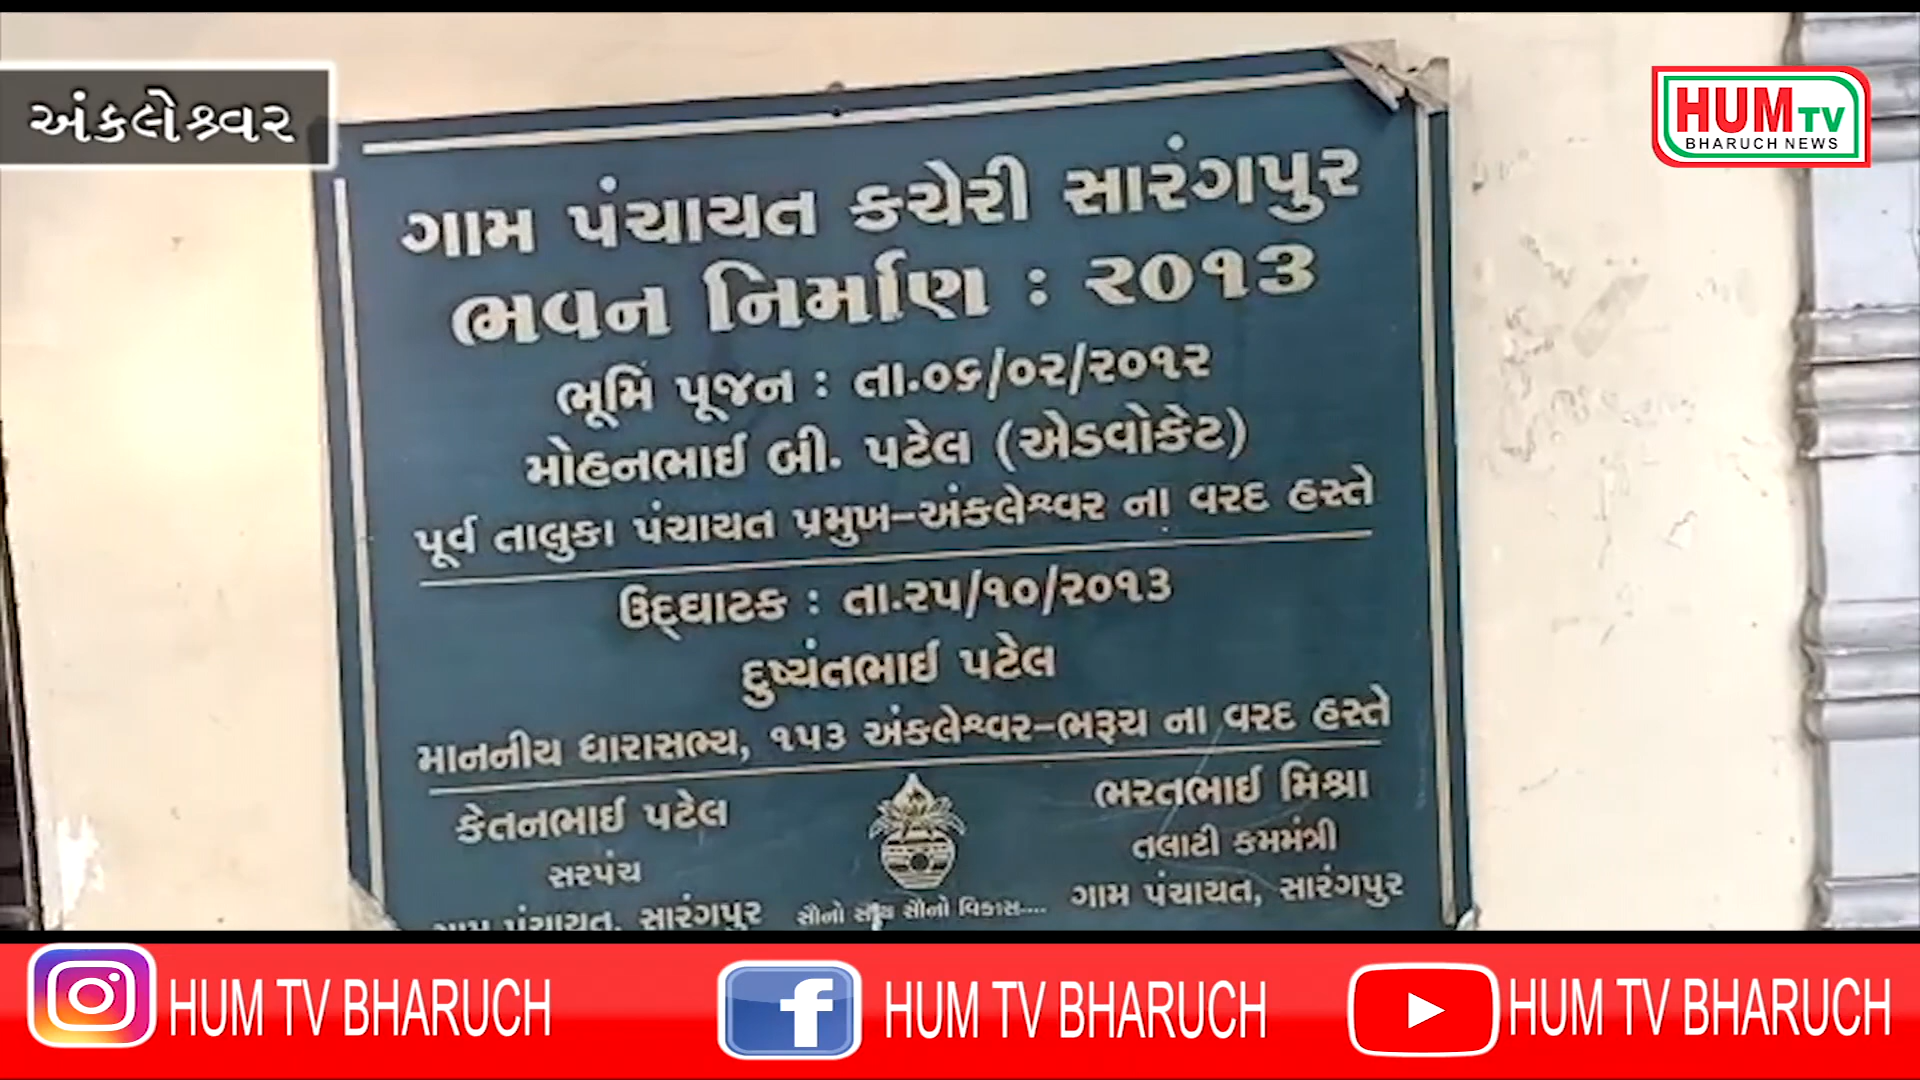 અંકલેશ્વર
HUM TV
BHARUCH NEWS
ગામ પંચાયત કચેરી સારંગપુર
ભવન નિર્માણ : ૨૦૧૩
ભૂમિ પૂજન : તા.૦૬/૦૨/૨૦૧૨
મોહનભાઈ બી. પટેલ (એડવોકેટ)
પૂર્વ તાલુકા પંચાયત પ્રમુખ-અંકલેશ્વર ના વરદ હસ્તે
ઉદ્ઘાટક : તા.૨૫/૧૦/૨૦૧૩
દુષ્યંતભાઈ પટેલ
માનનીય ધારાસભ્ય, ૧૫૩ અંકલેશ્વર-ભરૂચ ના વરદ હસ્તે
કેતનભાઈ પટેલ
સરપંચ
ગામ પંચાયત, સારંગપુર
સૌનો સાથ સૌનો વિકાસ....
ભરતભાઈ મિશ્રા
તલાટી કમમંત્રી
ગામ પંચાયત, સારંગપુર
HUM TV BHARUCH
HUM TV BHARUCH
HUM TV BHARUCH